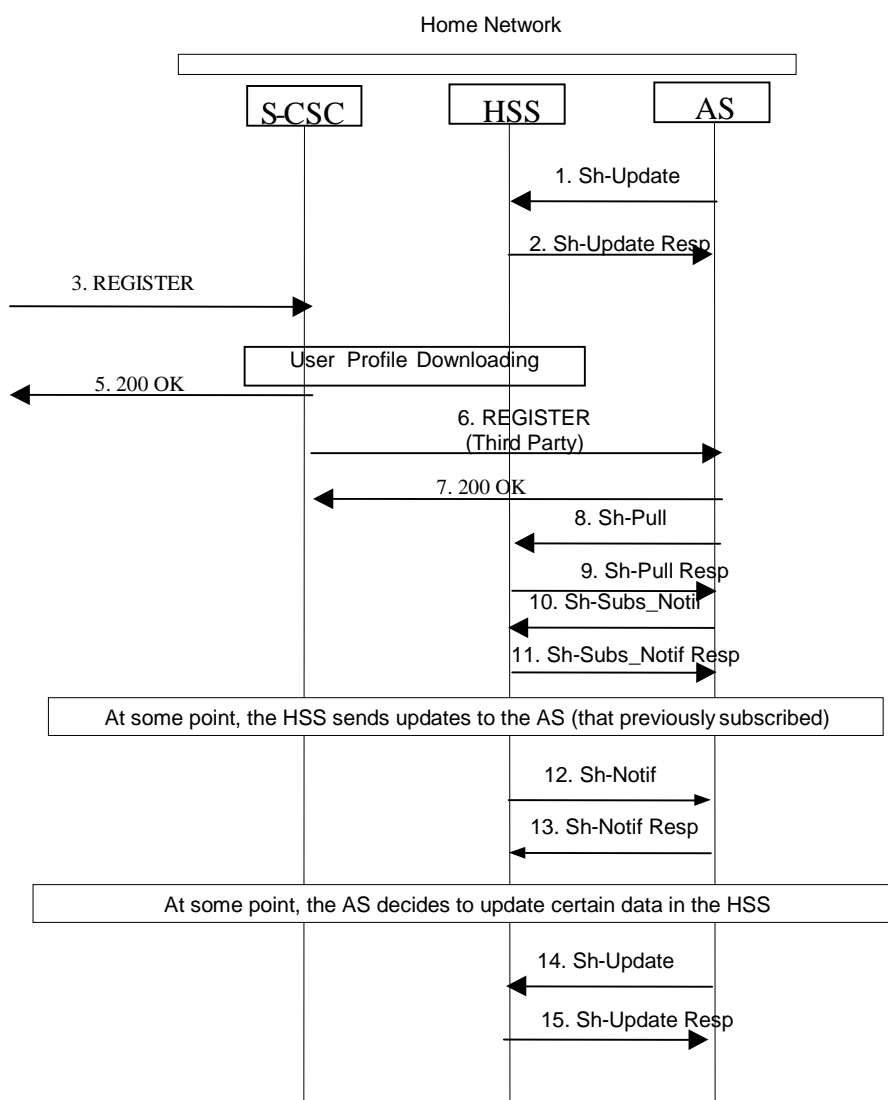 Home Network
S-CSC HSS AS
1. Sh-Update
2. Sh-Update Resp
3. REGISTER
User Profile Downloading
5. 200 OK
6. REGISTER
(Third Party)
7. 200 OK
8. Sh-Pull
9. Sh-Pull Resp
10. Sh-Subs_Notif
11. Sh-Subs_Notif Resp
At some point, the HSS sends updates to the AS (that previously subscribed)
12. Sh-Notif
13. Sh-Notif Resp
At some point, the AS decides to update certain data in the HSS
14. Sh-Update
15. Sh-Update Resp